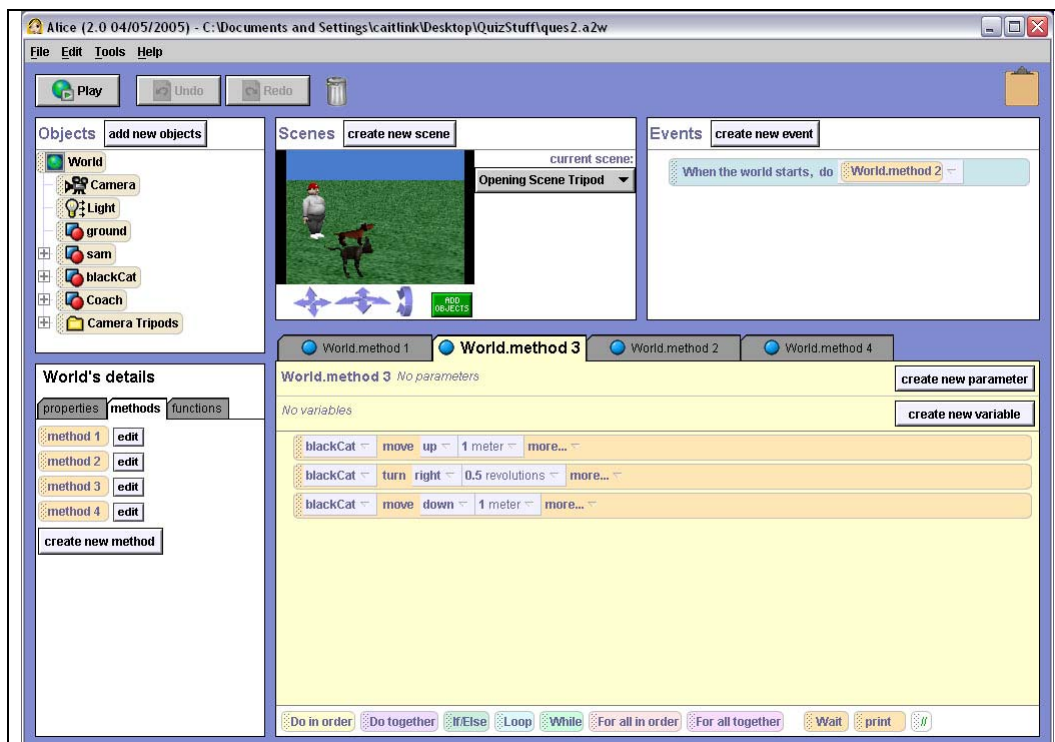 Alice (2.0 04/05/2005) - C:\Documents and Settings\caitlink\Desktop\QuizStuff\ques2.a2w
File Edit Tools Help
Play Undo Redo
Objects add new objects
World
Camera
Light
ground
sam
blackCat
Coach
Camera Tripods
Scenes create new scene
current scene:
Opening Scene Tripod
ADD OBJECTS
Events create new event
When the world starts, do World.method 2
World's details
properties methods functions
method 1 edit
method 2 edit
method 3 edit
method 4 edit
create new method
World.method 1 World.method 3 World.method 2 World.method 4
World.method 3 No parameters create new parameter
No variables create new variable
blackCat move up 1 meter more...
blackCat turn right 0.5 revolutions more...
blackCat move down 1 meter more...
Do in order Do together If/Else Loop While For all in order For all together Wait print //